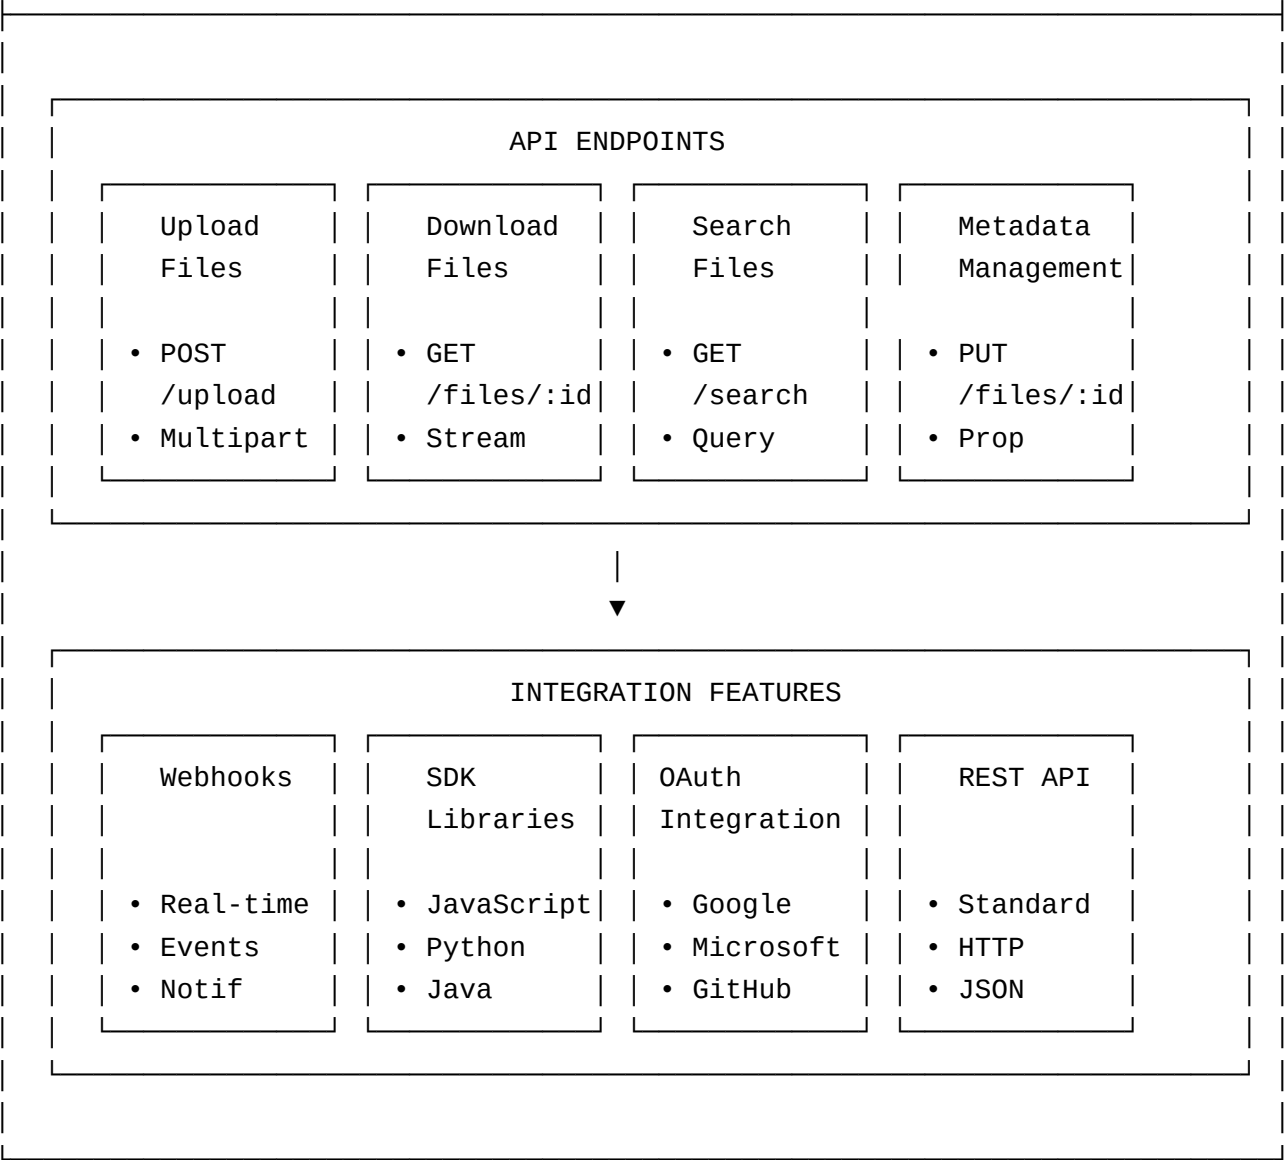 API ENDPOINTS
Upload Download Search Metadata
Files Files Files Management
• POST • GET • GET • PUT
/upload /files/:id /search /files/:id
• Multipart • Stream • Query • Prop
▼
INTEGRATION FEATURES
Webhooks SDK OAuth REST API
Libraries Integration
• Real-time • JavaScript • Google • Standard
• Events • Python • Microsoft • HTTP
• Notif • Java • GitHub • JSON